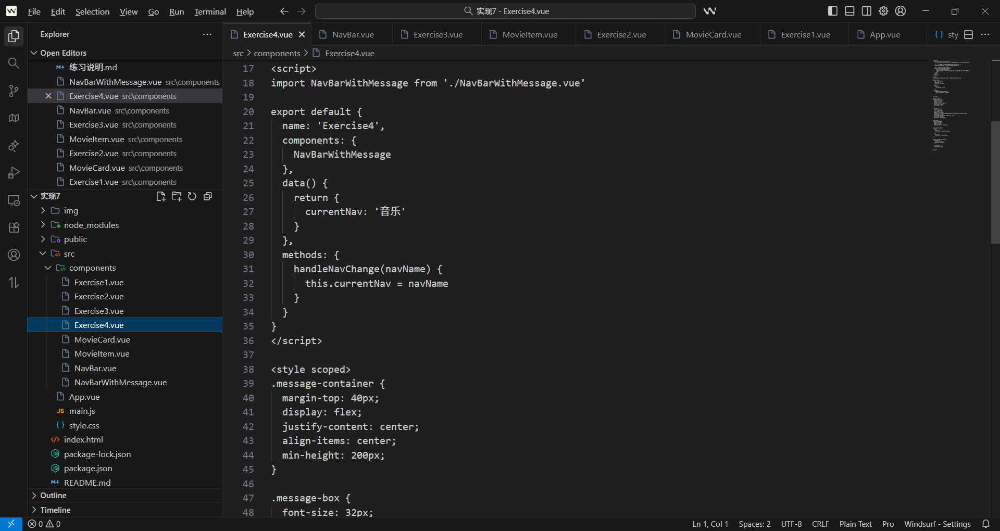 File Edit Selection View Go Run Terminal Help
实现7 - Exercise4.vue
Explorer
Open Editors
练习说明.md
NavBarWithMessage.vue src\components
Exercise4.vue src\components
NavBar.vue src\components
Exercise3.vue src\components
MovieItem.vue src\components
Exercise2.vue src\components
MovieCard.vue src\components
Exercise1.vue src\components
实现7
img
node_modules
public
src
components
Exercise1.vue
Exercise2.vue
Exercise3.vue
Exercise4.vue
MovieCard.vue
MovieItem.vue
NavBar.vue
NavBarWithMessage.vue
App.vue
JS main.js
{} style.css
index.html
package-lock.json
package.json
README.md
Outline
Timeline
Exercise4.vue NavBar.vue Exercise3.vue MovieItem.vue Exercise2.vue MovieCard.vue Exercise1.vue App.vue {} sty
src > components > Exercise4.vue
17 <script>
18 import NavBarWithMessage from './NavBarWithMessage.vue'
19
20 export default {
21 name: 'Exercise4',
22 components: {
23 NavBarWithMessage
24 },
25 data() {
26 return {
27 currentNav: '音乐'
28 }
29 },
30 methods: {
31 handleNavChange(navName) {
32 this.currentNav = navName
33 }
34 }
35 }
36 </script>
37
38 <style scoped>
39 .message-container {
40 margin-top: 40px;
41 display: flex;
42 justify-content: center;
43 align-items: center;
44 min-height: 200px;
45 }
46
47 .message-box {
48 font-size: 32px;
0 0
Ln 1, Col 1 Spaces: 2 UTF-8 CRLF Plain Text Pro Windsurf - Settings